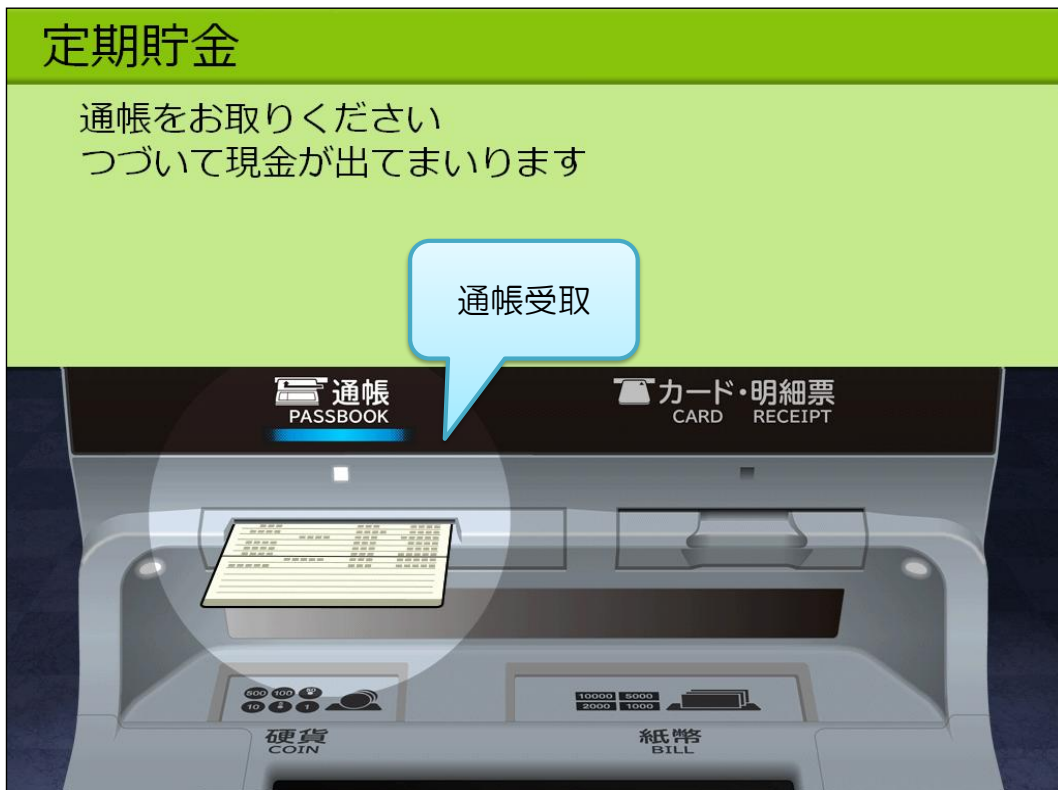 定期貯金
通帳をお取りください
つづいて現金が出てまいります
通帳受取
通帳
PASSBOOK
カード・明細票
CARD RECEIPT
500 100
10 1
10000 5000
2000 1000
硬貨
COIN
紙幣
BILL